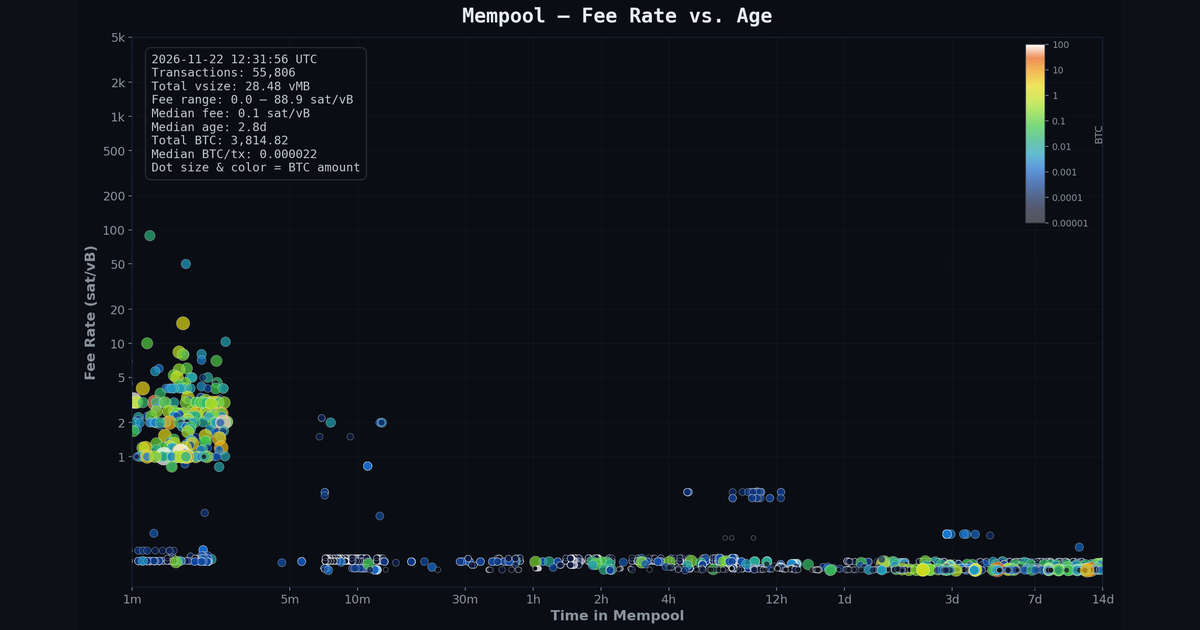 Mempool — Fee Rate vs. Age
5k
2k
1k
500
200
100
50
20
10
5
2
1
Fee Rate (sat/vB)
2026-11-22 12:31:56 UTC
Transactions: 55,806
Total vsize: 28.48 vMB
Fee range: 0.0 — 88.9 sat/vB
Median fee: 0.1 sat/vB
Median age: 2.8d
Total BTC: 3,814.82
Median BTC/tx: 0.000022
Dot size & color = BTC amount
100
10
1
0.1
0.01
0.001
0.0001
0.00001
BTC
1m
5m
10m
30m
1h
2h
4h
12h
1d
3d
7d
14d
Time in Mempool